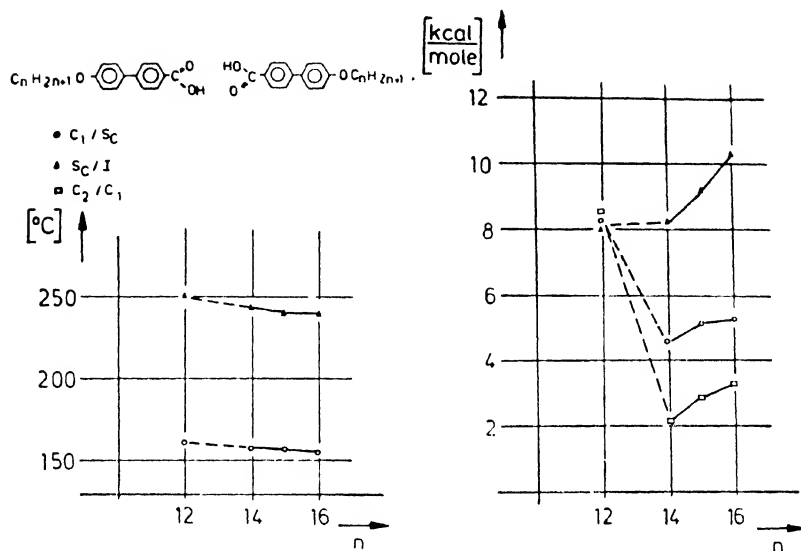 [kcal/mole]
CnH2n+1O C O OH HO C O OCnH2n+1,
C1/SC
SC/I
C2/C1
[°C]
250
200
150
12 14 16
n
12
10
8
6
4
2
12 14 16
n